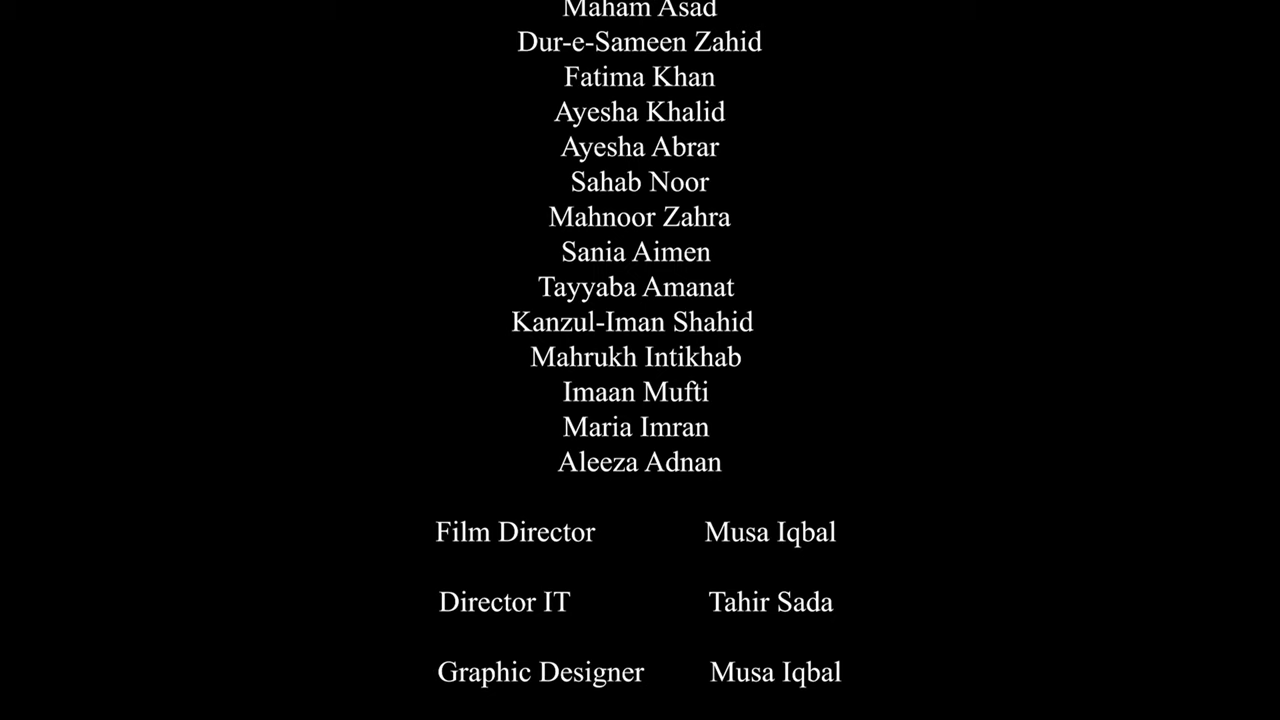 Maham Asad
Dur-e-Sameen Zahid
Fatima Khan
Ayesha Khalid
Ayesha Abrar
Sahab Noor
Mahnoor Zahra
Sania Aimen
Tayyaba Amanat
Kanzul-Iman Shahid
Mahrukh Intikhab
Imaan Mufti
Maria Imran
Aleeza Adnan
Film Director Musa Iqbal
Director IT Tahir Sada
Graphic Designer Musa Iqbal